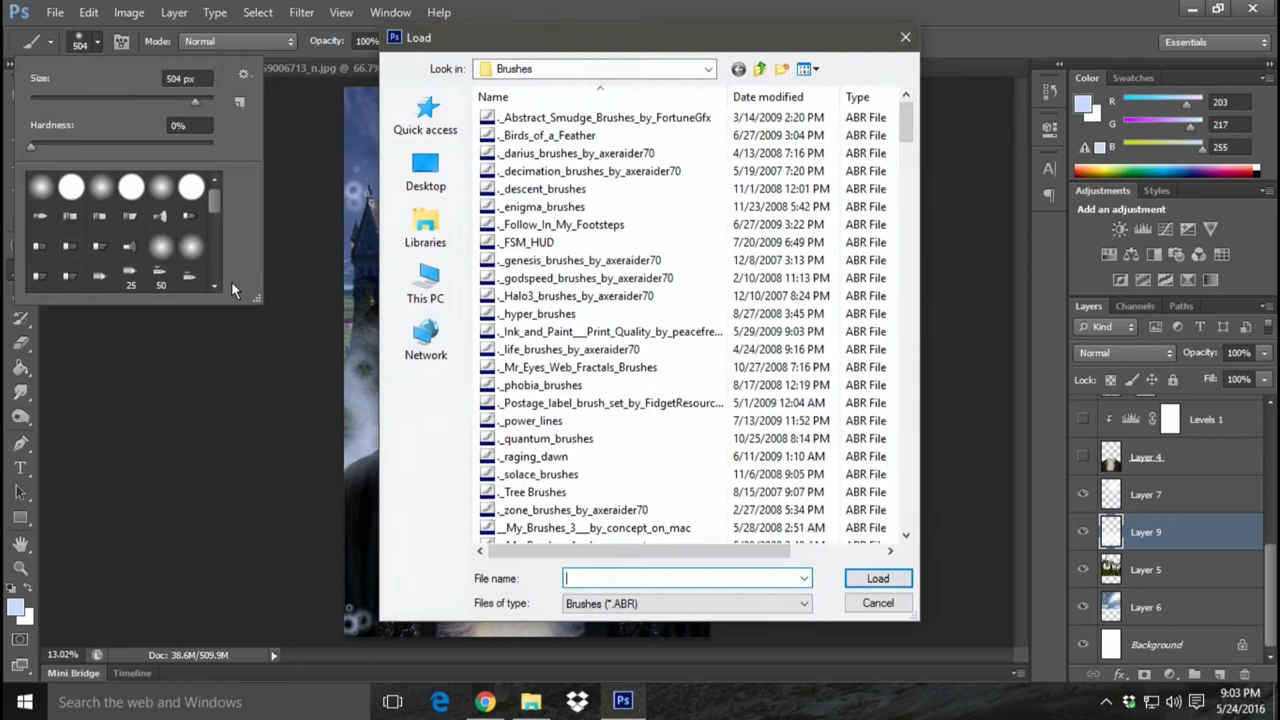 Ps File Edit Image Layer Type Select Filter View Window Help
504 Mode: Normal Opacity: 100% Essentials
Load
Size: 504 px
Hardness: 0%
25 50
9006713_n.jpg @ 66.7
Look in: Brushes
Quick access
Desktop
Libraries
This PC
Network
Name Date modified Type
._Abstract_Smudge_Brushes_by_FortuneGfx 3/14/2009 2:20 PM ABR File
._Birds_of_a_Feather 6/27/2009 3:04 PM ABR File
._darius_brushes_by_axeraider70 4/13/2008 7:16 PM ABR File
._decimation_brushes_by_axeraider70 5/19/2007 7:20 PM ABR File
._descent_brushes 11/1/2008 12:01 PM ABR File
._enigma_brushes 11/23/2008 5:42 PM ABR File
._Follow_In_My_Footsteps 6/29/2009 3:22 PM ABR File
._FSM_HUD 7/20/2009 6:49 PM ABR File
._genesis_brushes_by_axeraider70 12/8/2007 3:13 PM ABR File
._godspeed_brushes_by_axeraider70 2/10/2008 11:13 PM ABR File
._Halo3_brushes_by_axeraider70 12/10/2007 8:24 PM ABR File
._hyper_brushes 8/27/2008 3:45 PM ABR File
._Ink_and_Paint___Print_Quality_by_peacefre... 5/29/2009 9:03 PM ABR File
._life_brushes_by_axeraider70 4/24/2008 9:16 PM ABR File
._Mr_Eyes_Web_Fractals_Brushes 10/27/2008 7:16 PM ABR File
._phobia_brushes 8/17/2008 12:19 PM ABR File
._Postage_label_brush_set_by_FidgetResourc... 5/1/2009 12:04 AM ABR File
._power_lines 7/13/2009 11:52 PM ABR File
._quantum_brushes 10/25/2008 8:14 PM ABR File
._raging_dawn 6/11/2009 1:10 AM ABR File
._solace_brushes 11/6/2008 9:05 PM ABR File
._Tree Brushes 8/15/2007 9:07 PM ABR File
._zone_brushes_by_axeraider70 2/27/2008 5:34 PM ABR File
__My_Brushes_3___by_concept_on_mac 5/28/2008 2:51 AM ABR File
File name: Load
Files of type: Brushes (*.ABR) Cancel
Color Swatches
R 203
G 217
B 255
Adjustments Styles
Add an adjustment
Layers Channels Paths
Kind
Normal Opacity: 100%
Lock: Fill: 100%
Levels 1
Layer 4
Layer 7
Layer 9
Layer 5
Layer 6
Background
13.02% Doc: 38.6M/509.9M
Mini Bridge Timeline
Search the web and Windows Ps
9:03 PM
5/24/2016